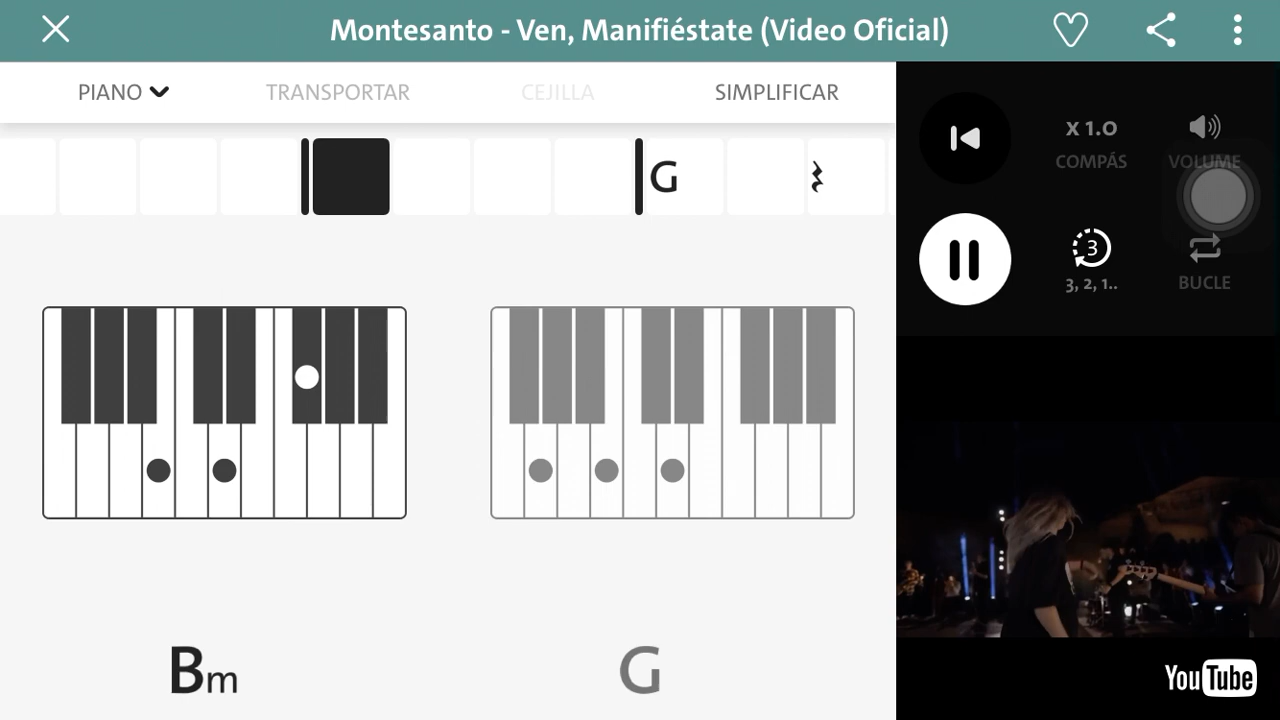 Montesanto - Ven, Manifiéstate (Video Oficial)
PIANO TRANSPORTAR CEJILLA SIMPLIFICAR
G
X 1.0
COMPÁS VOLUME
3
3, 2, 1.. BUCLE
Bm G
YouTube